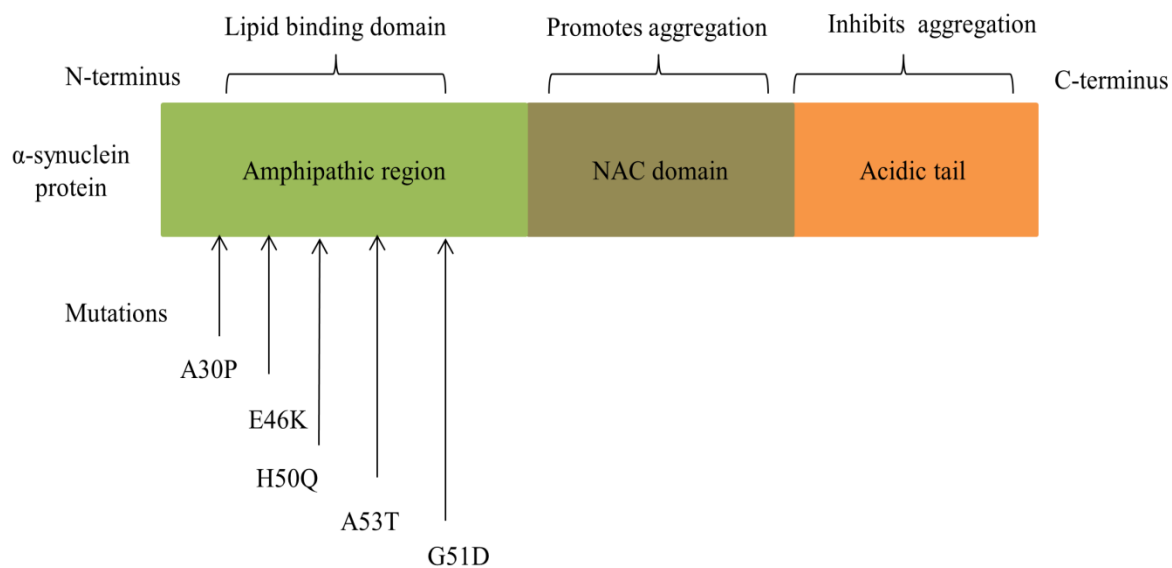 Lipid binding domain
Promotes aggregation
Inhibits aggregation
N-terminus
C-terminus
α-synuclein
protein
Amphipathic region
NAC domain
Acidic tail
Mutations
A30P
E46K
H50Q
A53T
G51D